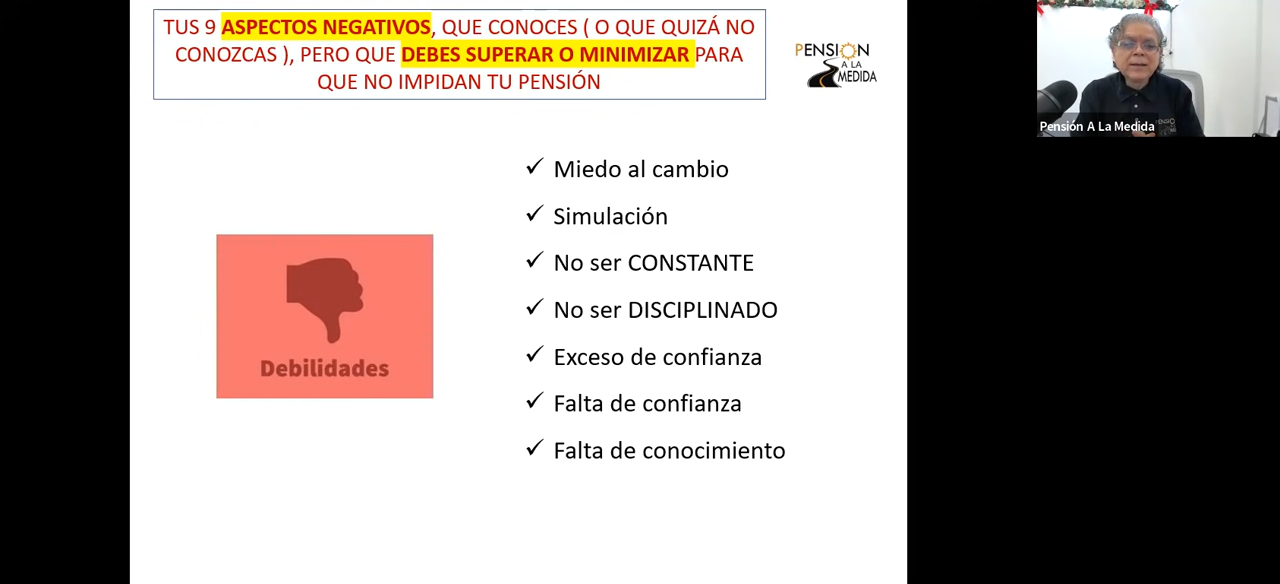 TUS 9 ASPECTOS NEGATIVOS, QUE CONOCES ( O QUE QUIZÁ NO
CONOZCAS ), PERO QUE DEBES SUPERAR O MINIMIZAR PARA
QUE NO IMPIDAN TU PENSIÓN
PENSION
A LA
MEDIDA
Pensión A La Medida
✓ Miedo al cambio
✓ Simulación
✓ No ser CONSTANTE
✓ No ser DISCIPLINADO
✓ Exceso de confianza
✓ Falta de confianza
✓ Falta de conocimiento
Debilidades